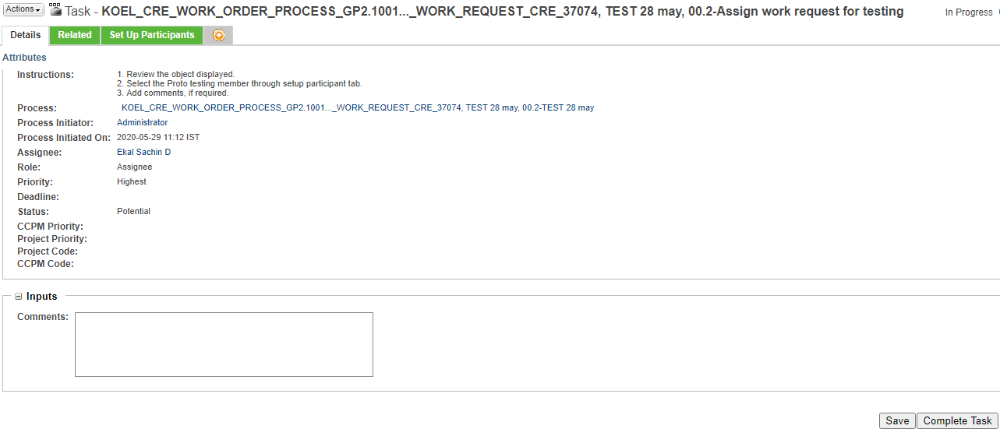 Actions Task - KOEL_CRE_WORK_ORDER_PROCESS_GP2.1001..._WORK_REQUEST_CRE_37074, TEST 28 may, 00.2-Assign work request for testing In Progress
Details Related Set Up Participants
Attributes
Instructions: 1. Review the object displayed.
2. Select the Proto testing member through setup participant tab.
3. Add comments, if required.
Process: KOEL_CRE_WORK_ORDER_PROCESS_GP2.1001..._WORK_REQUEST_CRE_37074, TEST 28 may, 00.2-TEST 28 may
Process Initiator: Administrator
Process Initiated On: 2020-05-29 11:12 IST
Assignee: Ekal Sachin D
Role: Assignee
Priority: Highest
Deadline:
Status: Potential
CCPM Priority:
Project Priority:
Project Code:
CCPM Code:
Inputs
Comments:
Save Complete Task